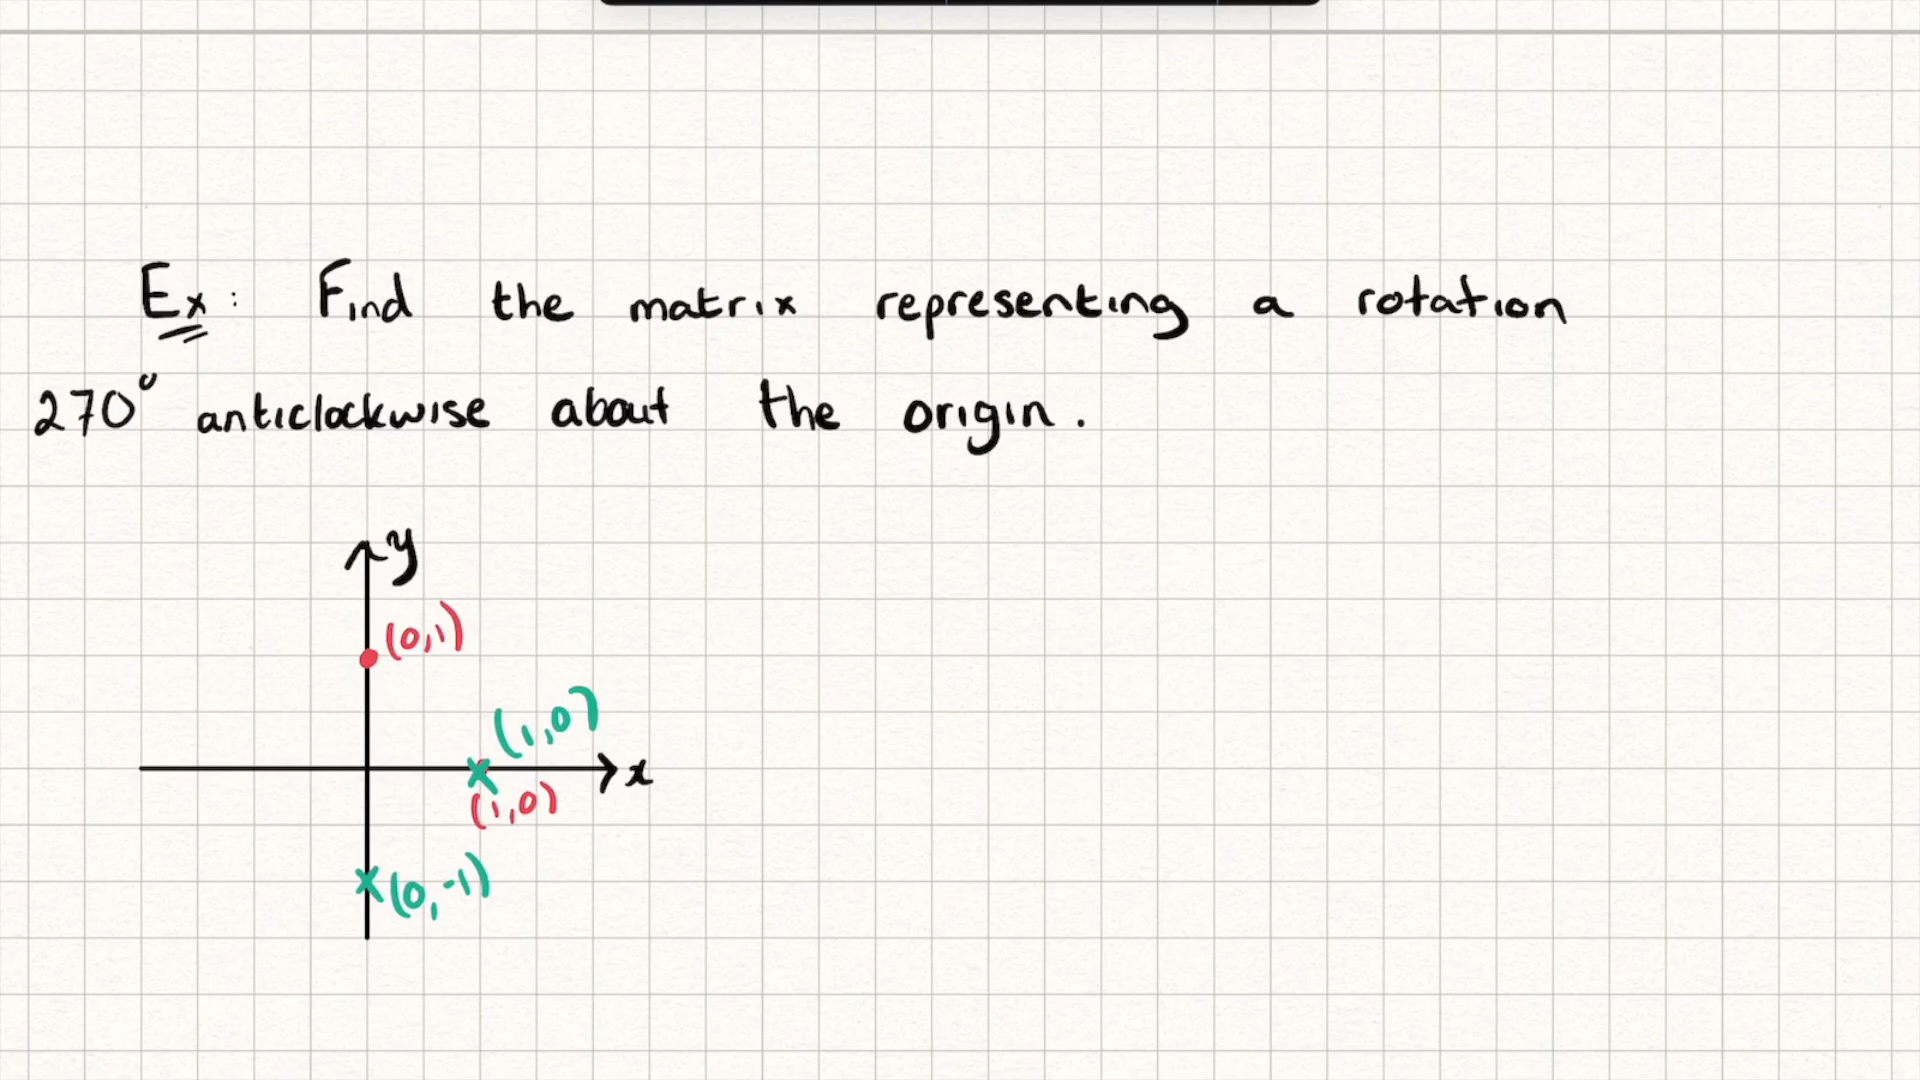 Ex: Find the matrix representing a rotation
270° anticlockwise about the origin.
y
(0,1)
(1,0)
x
(1,0)
(0,-1)